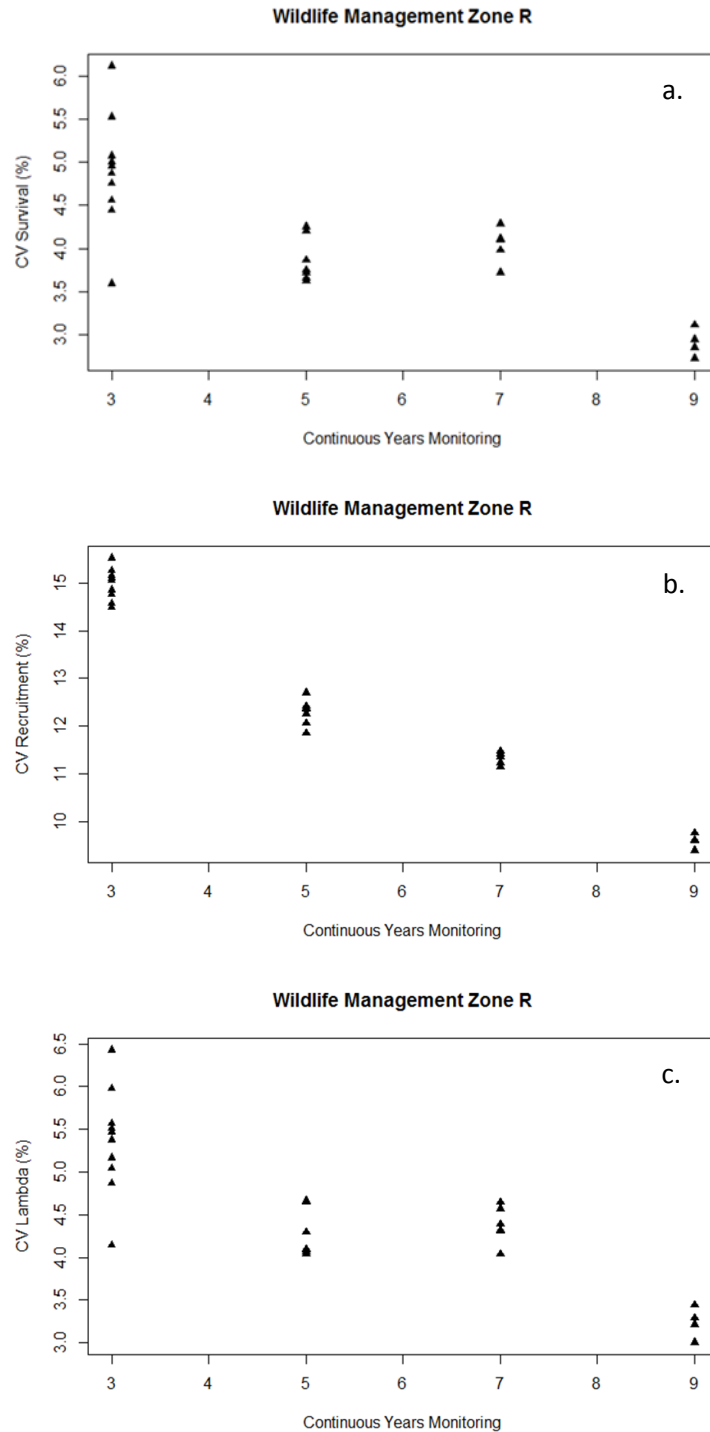 Wildlife Management Zone R
a.
CV Survival (%)
6.0
5.5
5.0
4.5
4.0
3.5
3.0
3 4 5 6 7 8 9
Continuous Years Monitoring
Wildlife Management Zone R
b.
CV Recruitment (%)
15
14
13
12
11
10
3 4 5 6 7 8 9
Continuous Years Monitoring
Wildlife Management Zone R
c.
CV Lambda (%)
6.5
6.0
5.5
5.0
4.5
4.0
3.5
3.0
3 4 5 6 7 8 9
Continuous Years Monitoring